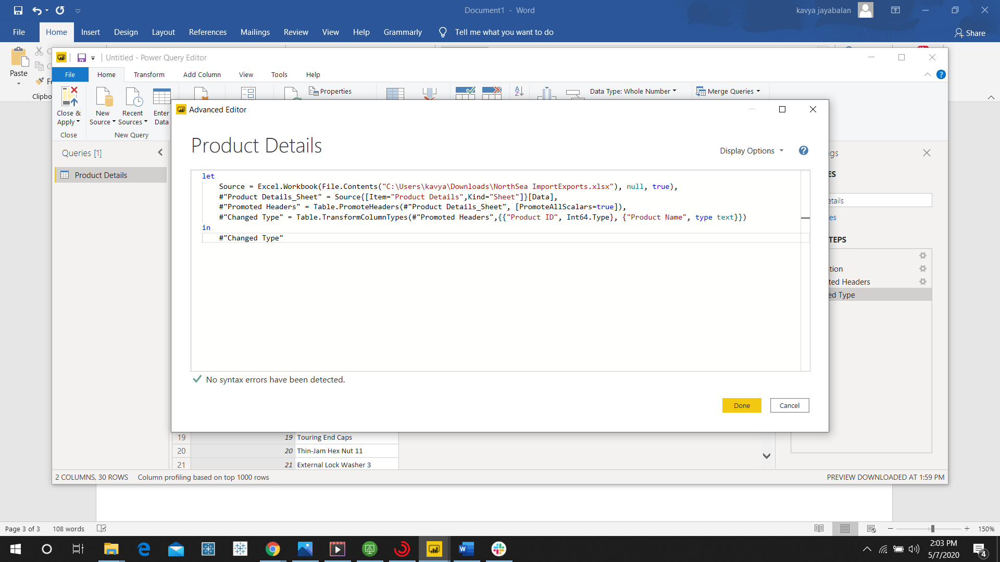 Document1 - Word
kavya jayabalan
File
Home
Insert
Design
Layout
References
Mailings
Review
View
Help
Grammarly
Tell me what you want to do
Share
Paste
Clipbo
Untitled - Power Query Editor
File
Home
Transform
Add Column
View
Tools
Help
Close &
Apply
Close
New
Source
Recent
Sources
Enter
Data
New Query
Properties
Data Type: Whole Number
Merge Queries
Queries [1]
Product Details
Advanced Editor
Product Details
Display Options
let
Source = Excel.Workbook(File.Contents("C:\Users\kavya\Downloads\NorthSea ImportExports.xlsx"), null, true),
#"Product Details_Sheet" = Source{[Item="Product Details",Kind="Sheet"]}[Data],
#"Promoted Headers" = Table.PromoteHeaders(#"Product Details_Sheet", [PromoteAllScalars=true]),
#"Changed Type" = Table.TransformColumnTypes(#"Promoted Headers",{{"Product ID", Int64.Type}, {"Product Name", type text}})
in
#"Changed Type"
No syntax errors have been detected.
Done
Cancel
gs
ES
etails
es
TEPS
tion
ted Headers
ed Type
19 19 Touring End Caps
20 20 Thin-Jam Hex Nut 11
21 21 External Lock Washer 3
2 COLUMNS, 30 ROWS
Column profiling based on top 1000 rows
PREVIEW DOWNLOADED AT 1:59 PM
Page 3 of 3
108 words
150%
2:03 PM
5/7/2020
4